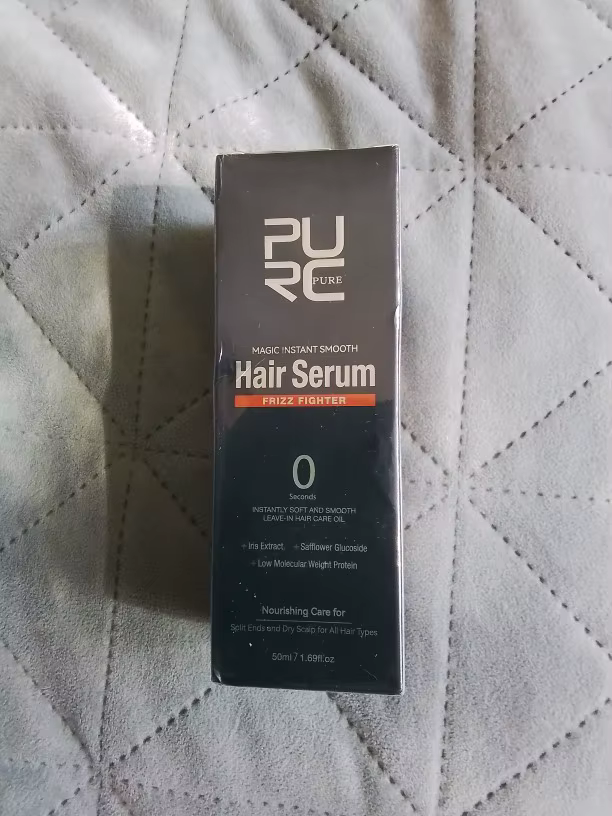 PU
RC PURE
MAGIC INSTANT SMOOTH
Hair Serum
FRIZZ FIGHTER
0
Seconds
INSTANTLY SOFT AND SMOOTH
LEAVE-IN HAIR CARE OIL
+ Iris Extract + Safflower Glucoside
+ Low Molecular Weight Protein
Nourishing Care for
Split Ends and Dry Scalp for All Hair Types
50ml / 1.69fl.oz